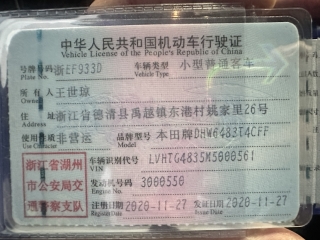 中华人民共和国机动车行驶证
Vehicle License of the People's Republic of China
号牌号码 浙EF933D 车辆类型 小型普通客车
Plate No. Vehicle Type
所有人 王世琼
Owner
住址 浙江省德清县禹越镇东港村姚家里26号
Address
使用性质 非营运 品牌型号 本田牌DHW6483T4CFF
Use Character Model
浙江省湖州市公安局交通警察支队
车辆识别代号 LVHTG4835M5000561
VIN
发动机号码 3000550
Engine No.
注册日期 2020-11-27 发证日期 2020-11-27
Register Date Issue Date